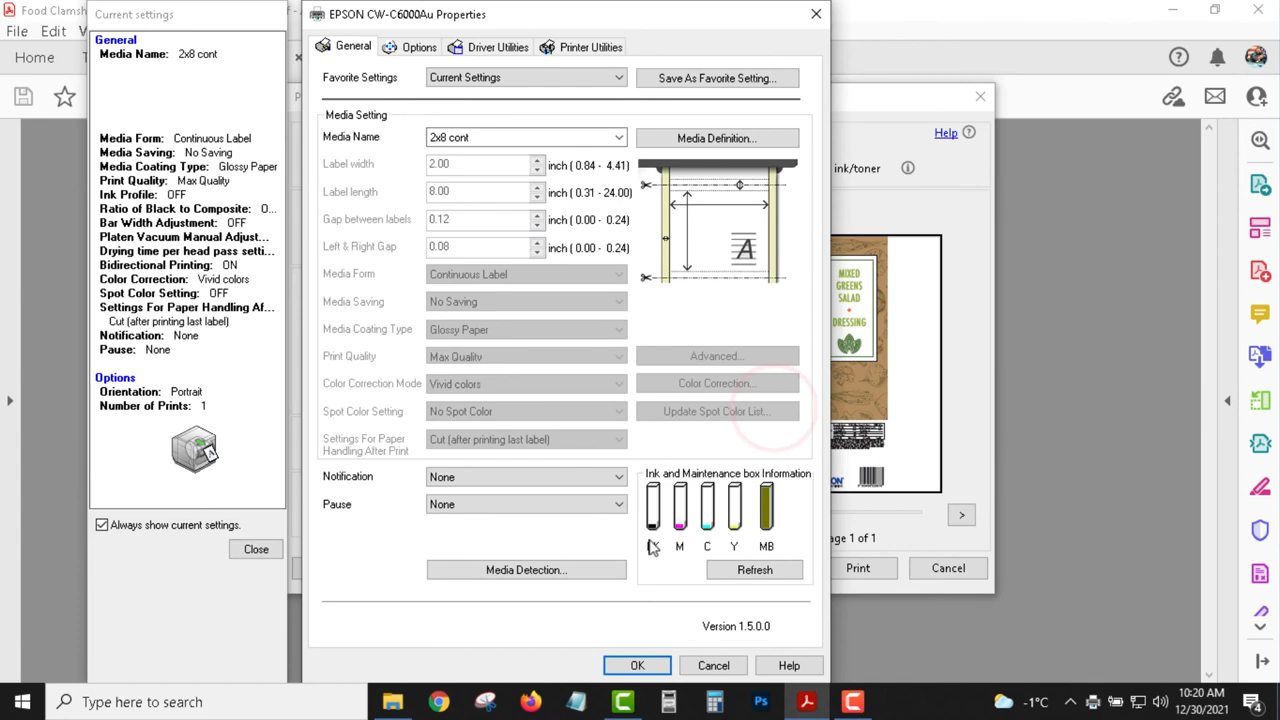 Food Clamsh
File
Edit
Home
Current settings
General
Media Name: 2x8 cont
Media Form: Continuous Label
Media Saving: No Saving
Media Coating Type: Glossy Paper
Print Quality: Max Quality
Ink Profile: OFF
Ratio of Black to Composite: O...
Bar Width Adjustment: OFF
Platen Vacuum Manual Adjust...
Drying time per head pass setti...
Bidirectional Printing: ON
Color Correction: Vivid colors
Spot Color Setting: OFF
Settings For Paper Handling Af...
Cut (after printing last label)
Notification: None
Pause: None
Options
Orientation: Portrait
Number of Prints: 1
Always show current settings.
Close
EPSON CW-C6000Au Properties
General
Options
Driver Utilities
Printer Utilities
Favorite Settings
Current Settings
Save As Favorite Setting...
Media Setting
Media Name
2x8 cont
Media Definition...
Label width
2.00
inch ( 0.84 - 4.41)
Label length
8.00
inch ( 0.31 - 24.00)
Gap between labels
0.12
inch ( 0.00 - 0.24)
Left & Right Gap
0.08
inch ( 0.00 - 0.24)
A
Media Form
Continuous Label
Media Saving
No Saving
Media Coating Type
Glossy Paper
Print Quality
Max Quality
Advanced...
Color Correction Mode
Vivid colors
Color Correction...
Spot Color Setting
No Spot Color
Update Spot Color List...
Settings For Paper
Handling After Print
Cut (after printing last label)
Notification
None
Pause
None
Ink and Maintenance box Information
M C Y MB
Media Detection...
Refresh
Version 1.5.0.0
OK
Cancel
Help
Help
ink/toner
MIXED
GREENS
SALAD
+
DRESSING
>
age 1 of 1
Print
Cancel
Type here to search
-1°C
10:20 AM
12/30/2021
4